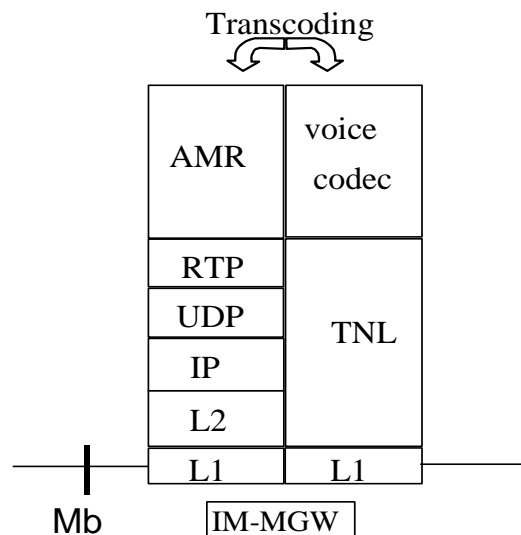 Transcoding
AMR
voice
codec
RTP
UDP
TNL
IP
L2
L1
L1
Mb
IM-MGW